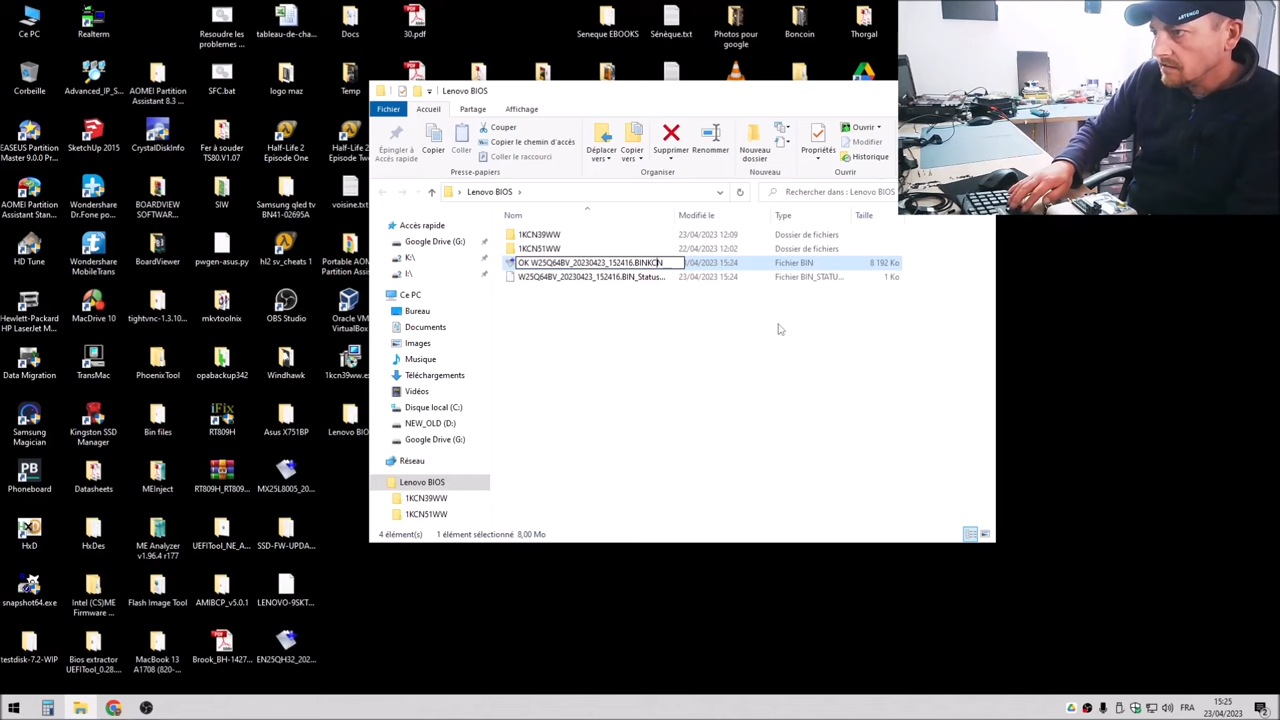 Ce PC
Realterm
Resoudre les problemes ...
tableau-de-cha...
Docs
30.pdf
Seneque EBOOKS
Sénèque.txt
Photos pour google
Boncoin
Thorgal
ARTENGO
Corbeille
Advanced_IP_S...
AOMEI Partition Assistant 8.3 ...
SFC.bat
logo maz
Temp
EASEUS Partition Master 9.0.0 Pr...
SketchUp 2015
CrystalDiskInfo
Fer à souder TS80.V1.07
Half-Life 2 Episode One
Half-Life 2 Episode Two
AOMEI Partition Assistant Stan...
Wondershare Dr.Fone po...
BOARDVIEW SOFTWAR...
SIW
Samsung qled tv BN41-02695A
voisine.txt
HD Tune
Wondershare MobileTrans
BoardViewer
pwgen-asus.py
hl2 sv_cheats 1
Portable AOMEI Partition Assist...
Hewlett-Packard HP LaserJet M...
MacDrive 10
tightvnc-1.3.10...
mkvtoolnix
OBS Studio
Oracle VM VirtualBox
Data Migration
TransMac
PhoenixTool
opabackup342
Windhawk
1kcn39ww.ex
Samsung Magician
Kingston SSD Manager
Bin files
RT809H
iFix
Asus X751BP
Lenovo BIO
Phoneboard
Datasheets
MEInject
RT809H_RT809...
MX25L8005_20...
HxD
HxDes
ME Analyzer v1.96.4 r177
UEFITool_NE_A...
SSD-FW-UPDA...
snapshot64.exe
Intel (CS)ME Firmware ...
Flash Image Tool
AMIBCP_v5.0.1
LENOVO-9SKT...
testdisk-7.2-WIP
Bios extractor UEFITool_0.28....
MacBook 13 A1708 (820-...
Brook_BH-1427...
EN25QH32_202...
Lenovo BIOS
Fichier
Accueil
Partage
Affichage
Épingler à Accès rapide
Copier
Coller
Couper
Copier le chemin d'accès
Coller le raccourci
Presse-papiers
Déplacer vers
Copier vers
Supprimer
Renommer
Organiser
Nouveau dossier
Nouveau
Propriétés
Ouvrir
Modifier
Historique
Ouvrir
Lenovo BIOS
Rechercher dans : Lenovo BIOS
Nom
Modifié le
Type
Taille
1KCN39WW
23/04/2023 12:09
Dossier de fichiers
1KCN51WW
22/04/2023 12:02
Dossier de fichiers
OK W25Q64BV_20230423_152416.BINKCN
/04/2023 15:24
Fichier BIN
8 192 Ko
W25Q64BV_20230423_152416.BIN_Status...
23/04/2023 15:24
Fichier BIN_STATU...
1 Ko
Accès rapide
Google Drive (G:)
K:\
I:\
Ce PC
Bureau
Documents
Images
Musique
Téléchargements
Vidéos
Disque local (C:)
NEW_OLD (D:)
Google Drive (G:)
Réseau
Lenovo BIOS
1KCN39WW
1KCN51WW
4 élément(s)
1 élément sélectionné 8,00 Mo
FRA
15:25
23/04/2023
2